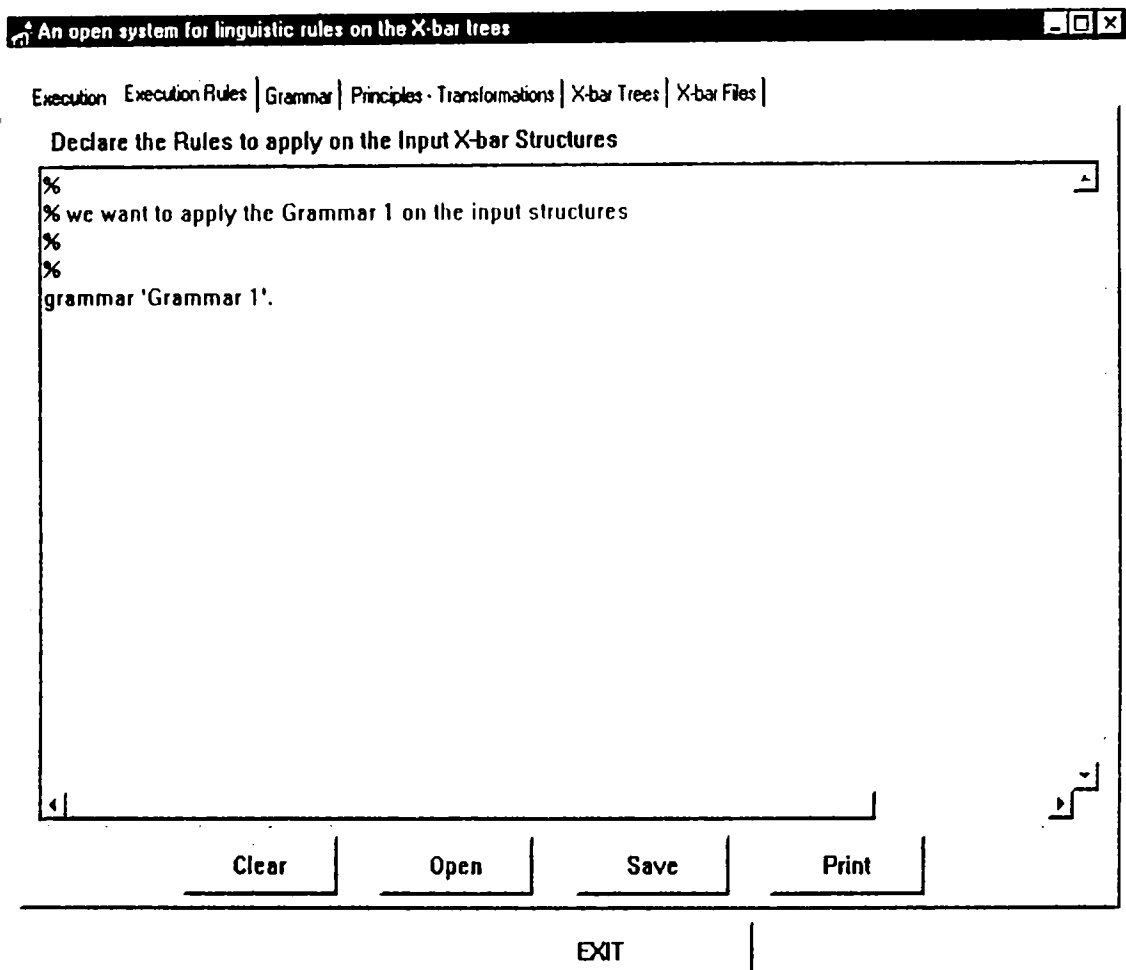 An open system for linguistic rules on the X-bar trees
Execution Execution Rules Grammar Principles - Transformations X-bar Trees X-bar Files
Declare the Rules to apply on the Input X-bar Structures
%
% we want to apply the Grammar 1 on the input structures
%
%
grammar 'Grammar 1'.
Clear Open Save Print
EXIT